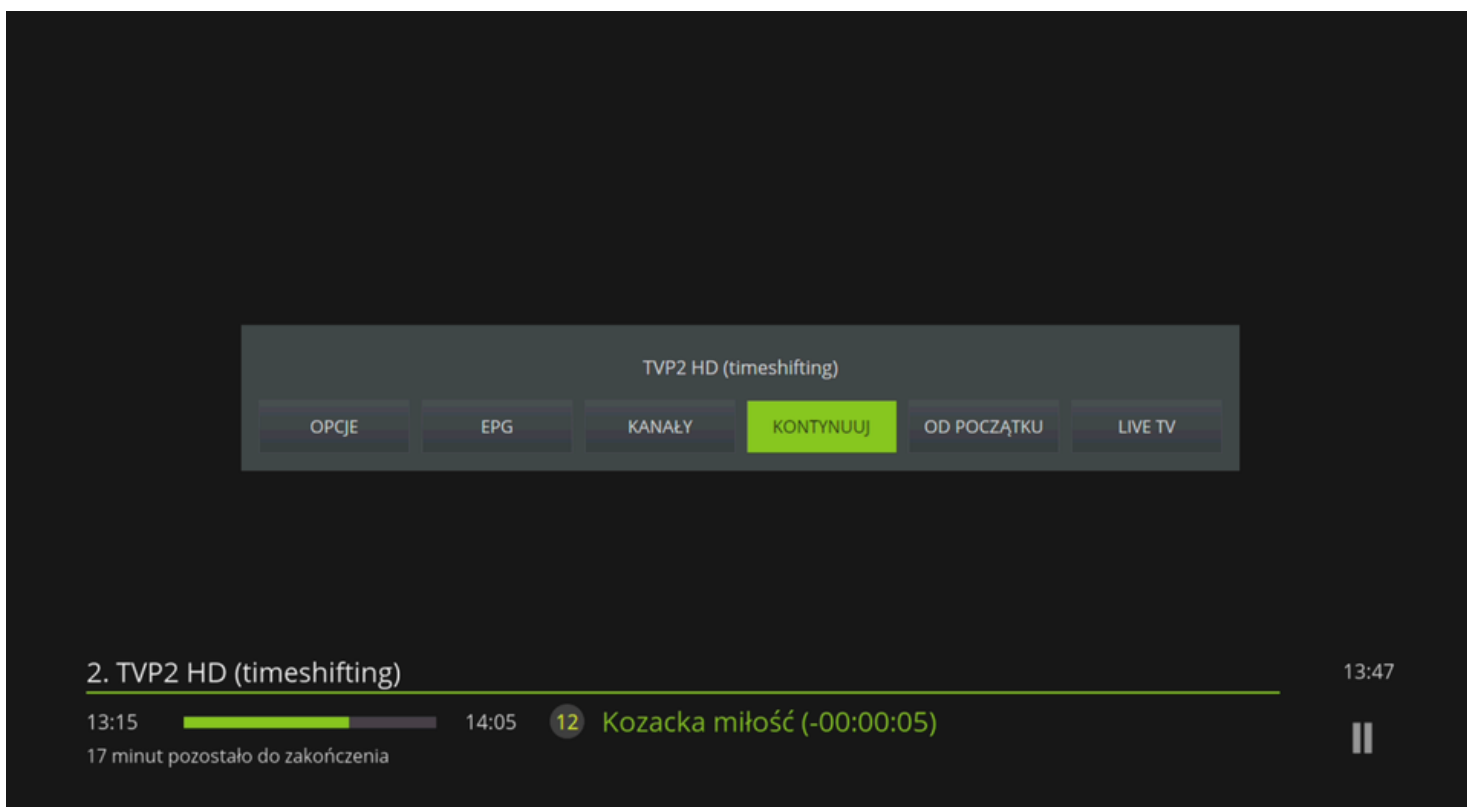 TVP2 HD (timeshifting)
OPCJE EPG KANAŁY KONTYNUUJ OD POCZĄTKU LIVE TV
2. TVP2 HD (timeshifting) 13:47
13:15 14:05 12 Kozacka miłość (-00:00:05)
17 minut pozostało do zakończenia